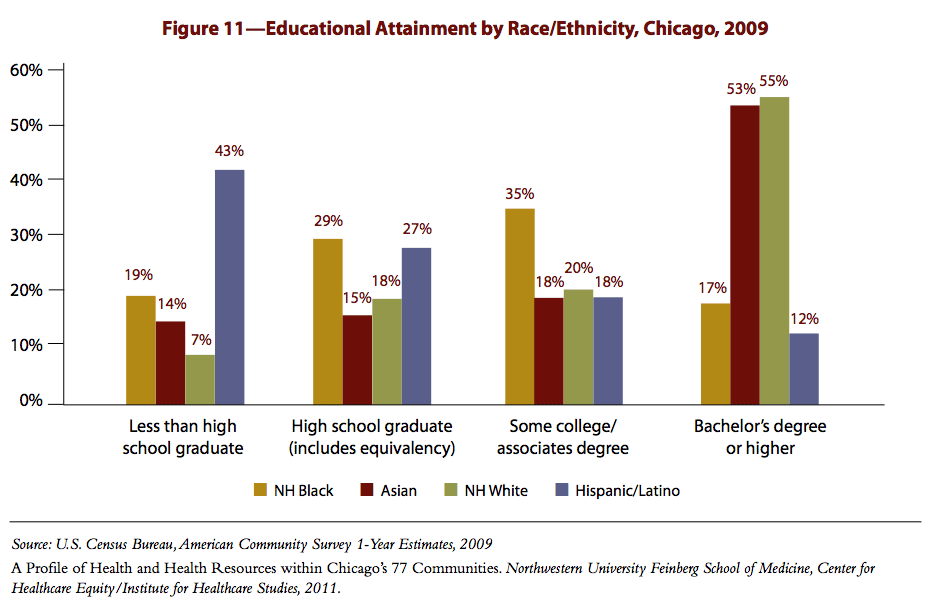 Figure 11—Educational Attainment by Race/Ethnicity, Chicago, 2009
60%
50%
40%
30%
20%
10%
0%
19%
14%
7%
43%
29%
15%
18%
27%
35%
18%
20%
18%
17%
53%
55%
12%
Less than high
school graduate
High school graduate
(includes equivalency)
Some college/
associates degree
Bachelor's degree
or higher
NH Black
Asian
NH White
Hispanic/Latino
Source: U.S. Census Bureau, American Community Survey 1-Year Estimates, 2009
A Profile of Health and Health Resources within Chicago's 77 Communities. Northwestern University Feinberg School of Medicine, Center for
Healthcare Equity/Institute for Healthcare Studies, 2011.